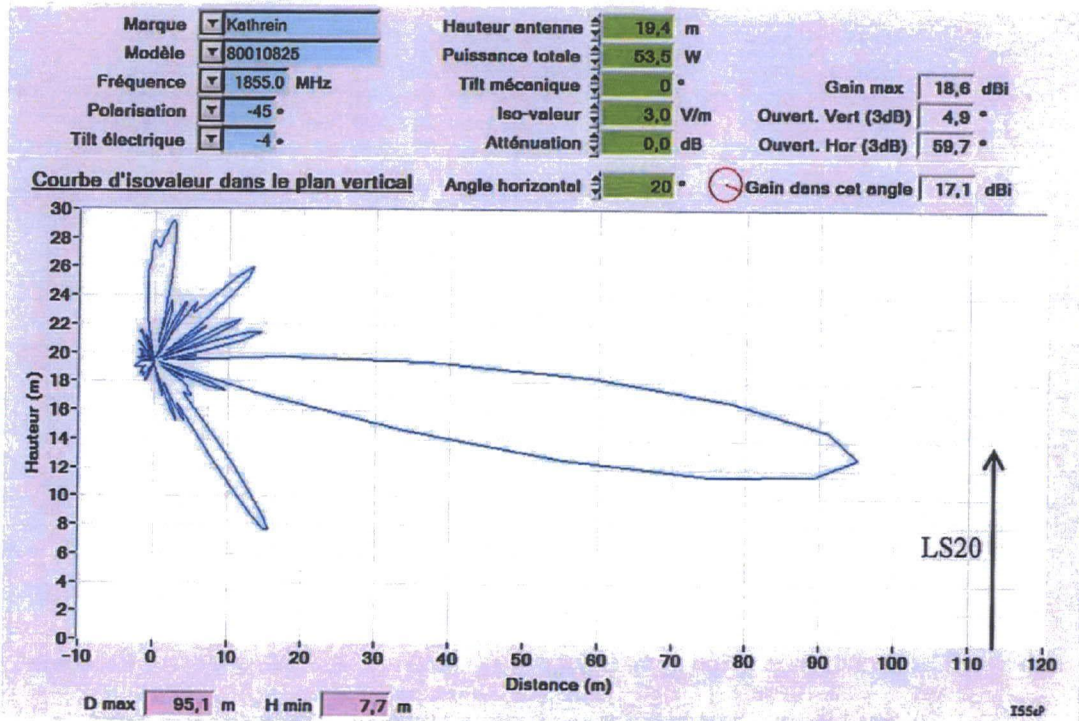 Marque Kathrein
Modèle 80010825
Fréquence 1855.0 MHz
Polarisation -45 °
Tilt électrique -4 °
Hauteur antenne 19,4 m
Puissance totale 53,5 W
Tilt mécanique 0 °
Iso-valeur 3,0 V/m
Atténuation 0,0 dB
Gain max 18,6 dBi
Ouvert. Vert (3dB) 4,9 °
Ouvert. Hor (3dB) 59,7 °
Courbe d'isovaleur dans le plan vertical
Angle horizontal 20 °
Gain dans cet angle 17,1 dBi
Hauteur (m)
30
28
26
24
22
20
18
16
14
12
10
8
6
4
2
0
LS20
-10 0 10 20 30 40 50 60 70 80 90 100 110 120
Distance (m)
D max 95,1 m H min 7,7 m